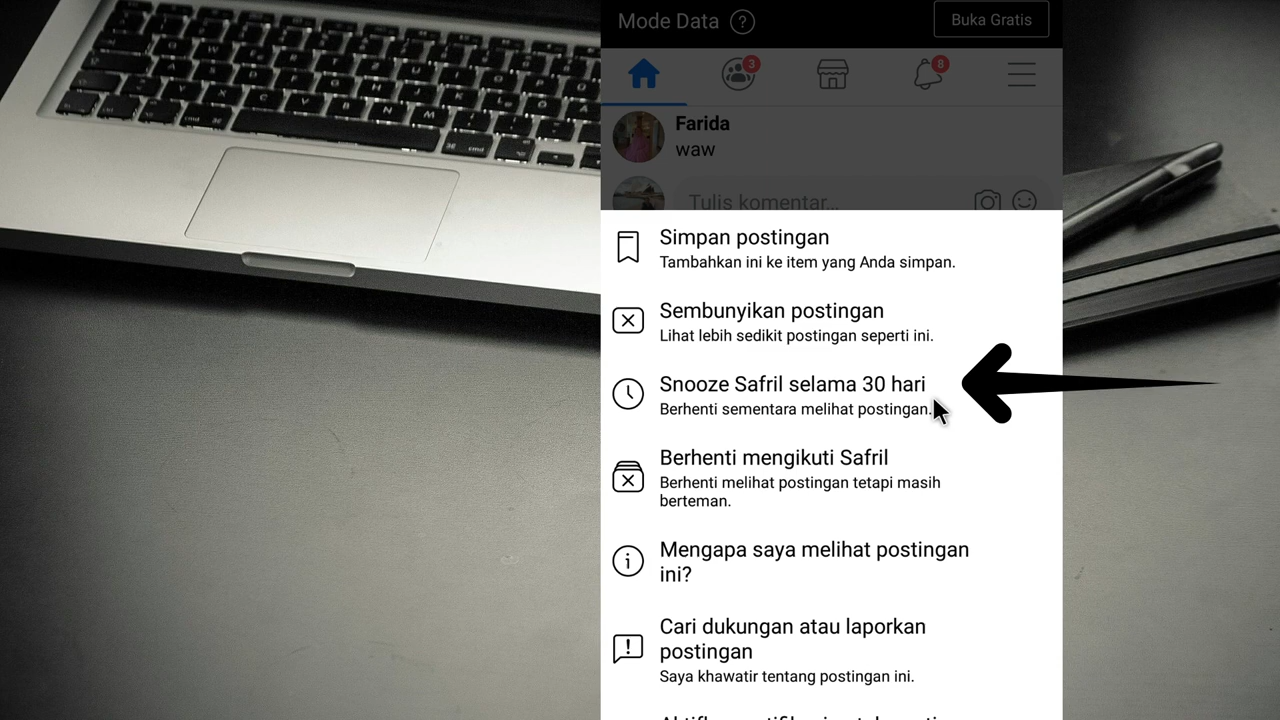 Mode Data ?
Buka Gratis
3
8
Farida
waw
Tulis komentar...
Simpan postingan
Tambahkan ini ke item yang Anda simpan.
Sembunyikan postingan
Lihat lebih sedikit postingan seperti ini.
Snooze Safril selama 30 hari
Berhenti sementara melihat postingan.
Berhenti mengikuti Safril
Berhenti melihat postingan tetapi masih
berteman.
Mengapa saya melihat postingan
ini?
Cari dukungan atau laporkan
postingan
Saya khawatir tentang postingan ini.